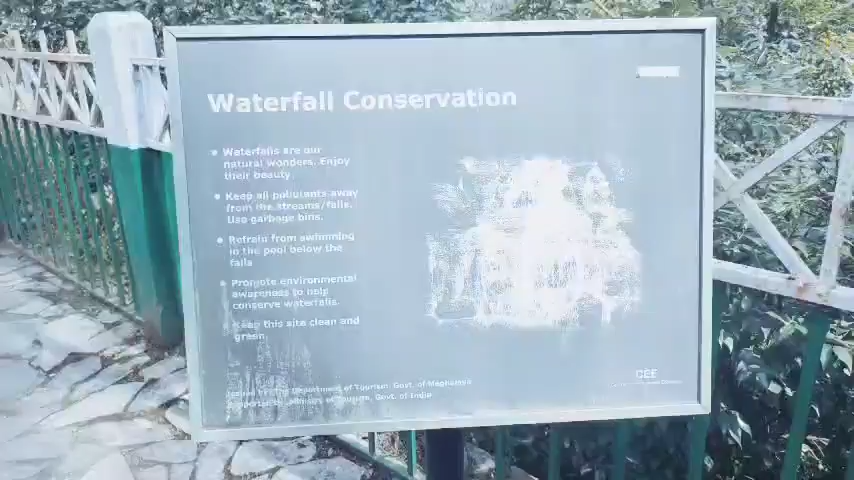 Waterfall Conservation
Waterfalls are our
natural wonders. Enjoy
their beauty.
Keep all pollutants away
from the streams/falls.
Use garbage bins.
Refrain from swimming
in the pool below the
falls
Promote environmental
awareness to help
conserve waterfalls.
Keep this site clean and
green
Department of Tourism, Govt. of Meghalaya
Ministry of Tourism, Govt. of India
CEE